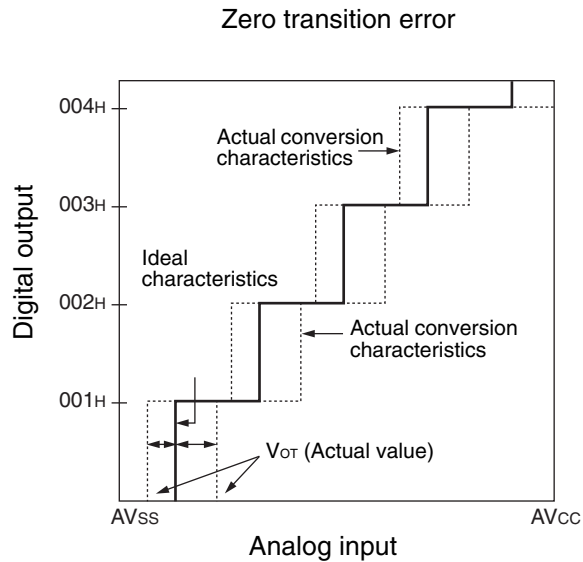 Zero transition error
004H
Actual conversion
characteristics
003H
Ideal
characteristics
002H
Actual conversion
characteristics
001H
VOT (Actual value)
Digital output
AVSS
AVCC
Analog input